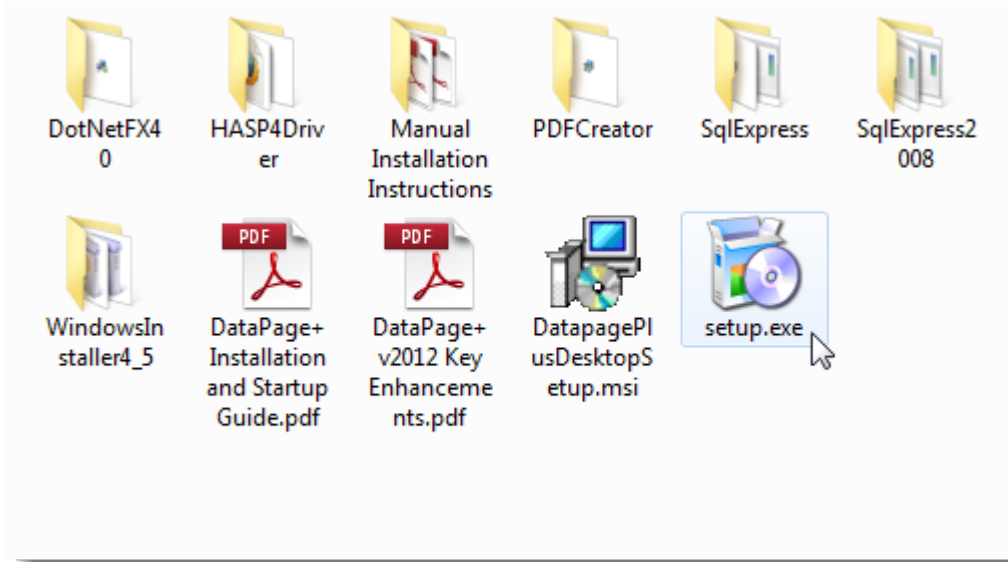 DotNetFX4
0
HASP4Driv
er
Manual
Installation
Instructions
PDFCreator
SqlExpress
SqlExpress2
008
WindowsIn
staller4_5
PDF
DataPage+
Installation
and Startup
Guide.pdf
PDF
DataPage+
v2012 Key
Enhanceme
nts.pdf
DatapagePl
usDesktopS
etup.msi
setup.exe